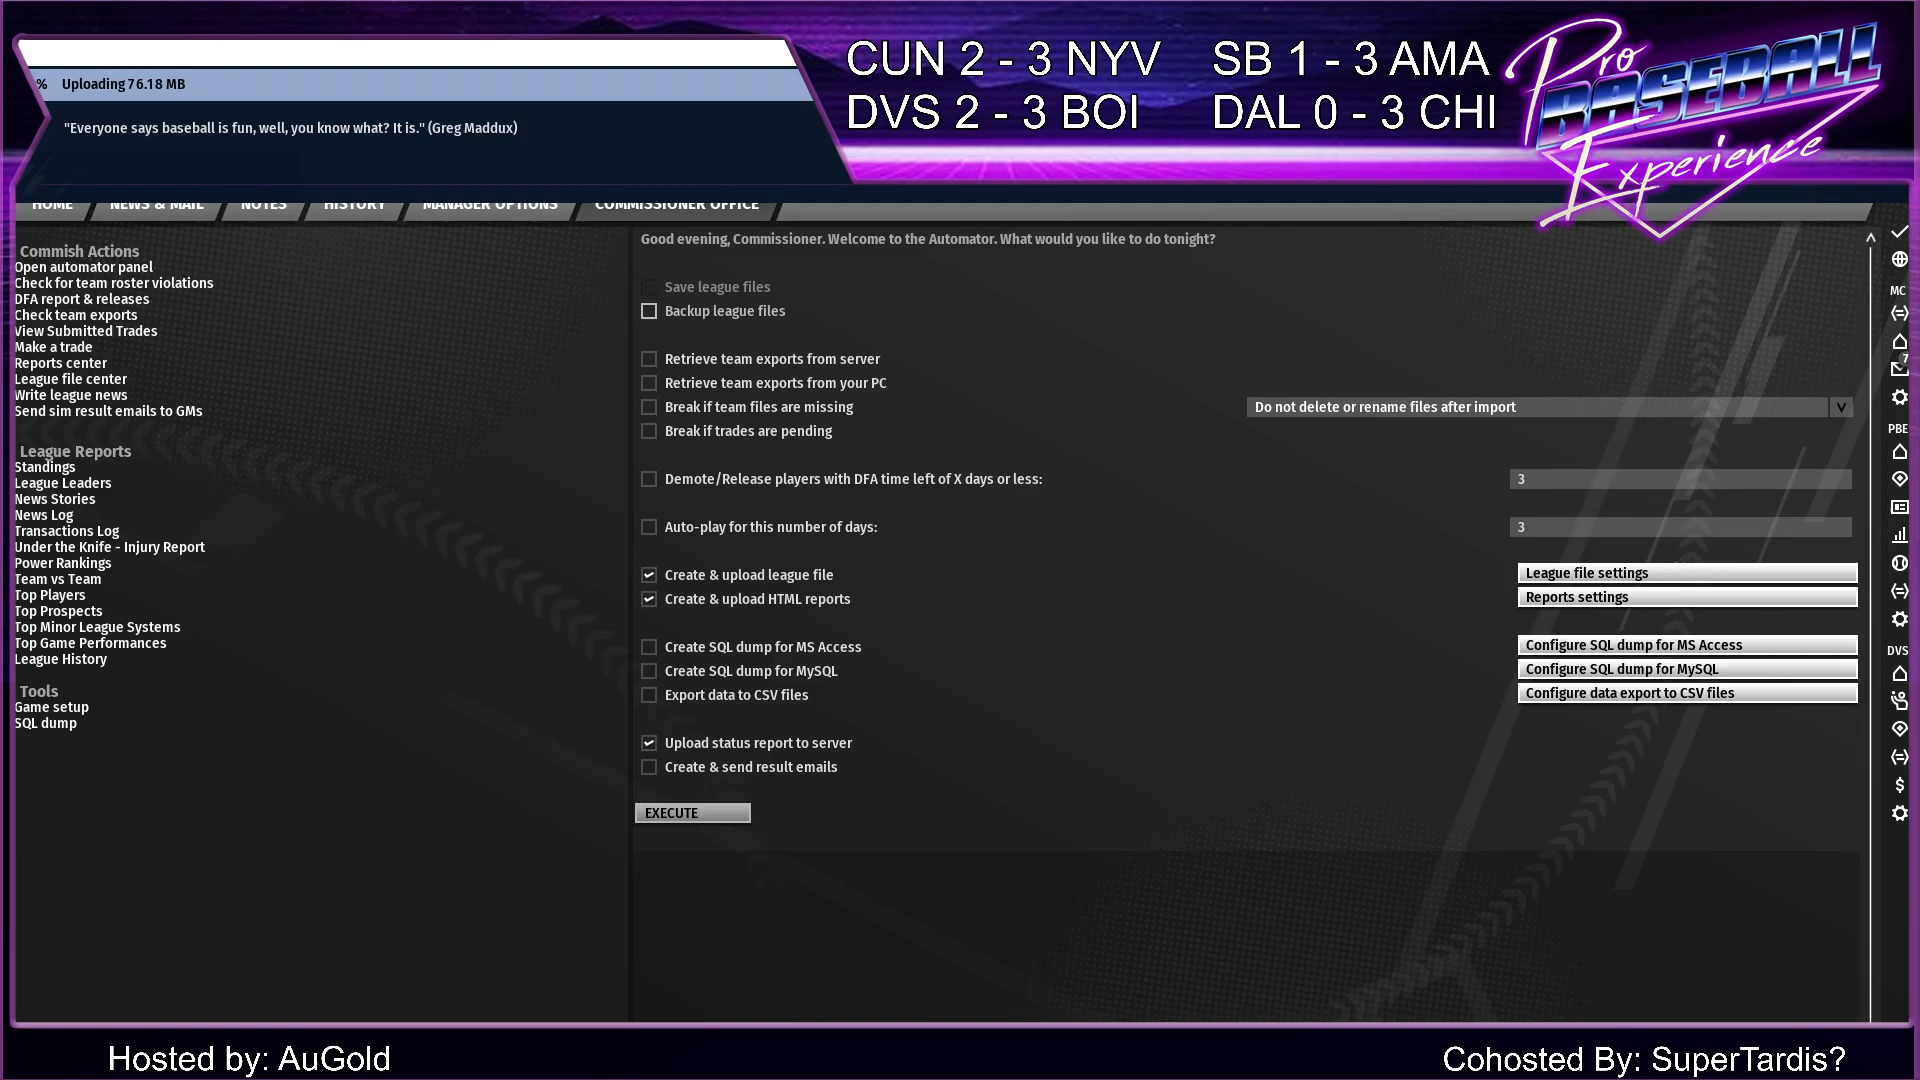 CUN 2 - 3 NYV
SB 1 - 3 AMA
DVS 2 - 3 BOI
DAL 0 - 3 CHI
Pro
BASEBALL
Experience
% Uploading 76.18 MB
"Everyone says baseball is fun, well, you know what? It is." (Greg Maddux)
HOME
NEWS & MAIL
NOTES
HISTORY
MANAGER OPTIONS
COMMISSIONER OFFICE
Commish Actions
Open automator panel
Check for team roster violations
DFA report & releases
Check team exports
View Submitted Trades
Make a trade
Reports center
League file center
Write league news
Send sim result emails to GMs
League Reports
Standings
League Leaders
News Stories
News Log
Transactions Log
Under the Knife - Injury Report
Power Rankings
Team vs Team
Top Players
Top Prospects
Top Minor League Systems
Top Game Performances
League History
Tools
Game setup
SQL dump
Good evening, Commissioner. Welcome to the Automator. What would you like to do tonight?
Save league files
Backup league files
Retrieve team exports from server
Retrieve team exports from your PC
Break if team files are missing
Do not delete or rename files after import
Break if trades are pending
Demote/Release players with DFA time left of X days or less:
3
Auto-play for this number of days:
3
Create & upload league file
League file settings
Create & upload HTML reports
Reports settings
Create SQL dump for MS Access
Configure SQL dump for MS Access
Create SQL dump for MySQL
Configure SQL dump for MySQL
Export data to CSV files
Configure data export to CSV files
Upload status report to server
Create & send result emails
EXECUTE
MC
7
PBE
DVS
$
Hosted by: AuGold
Cohosted By: SuperTardis?